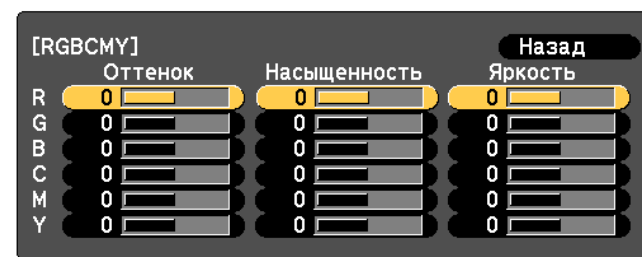 [RGBCMY] Назад
Оттенок Насыщенность Яркость
R 0 0 0
G 0 0 0
B 0 0 0
C 0 0 0
M 0 0 0
Y 0 0 0